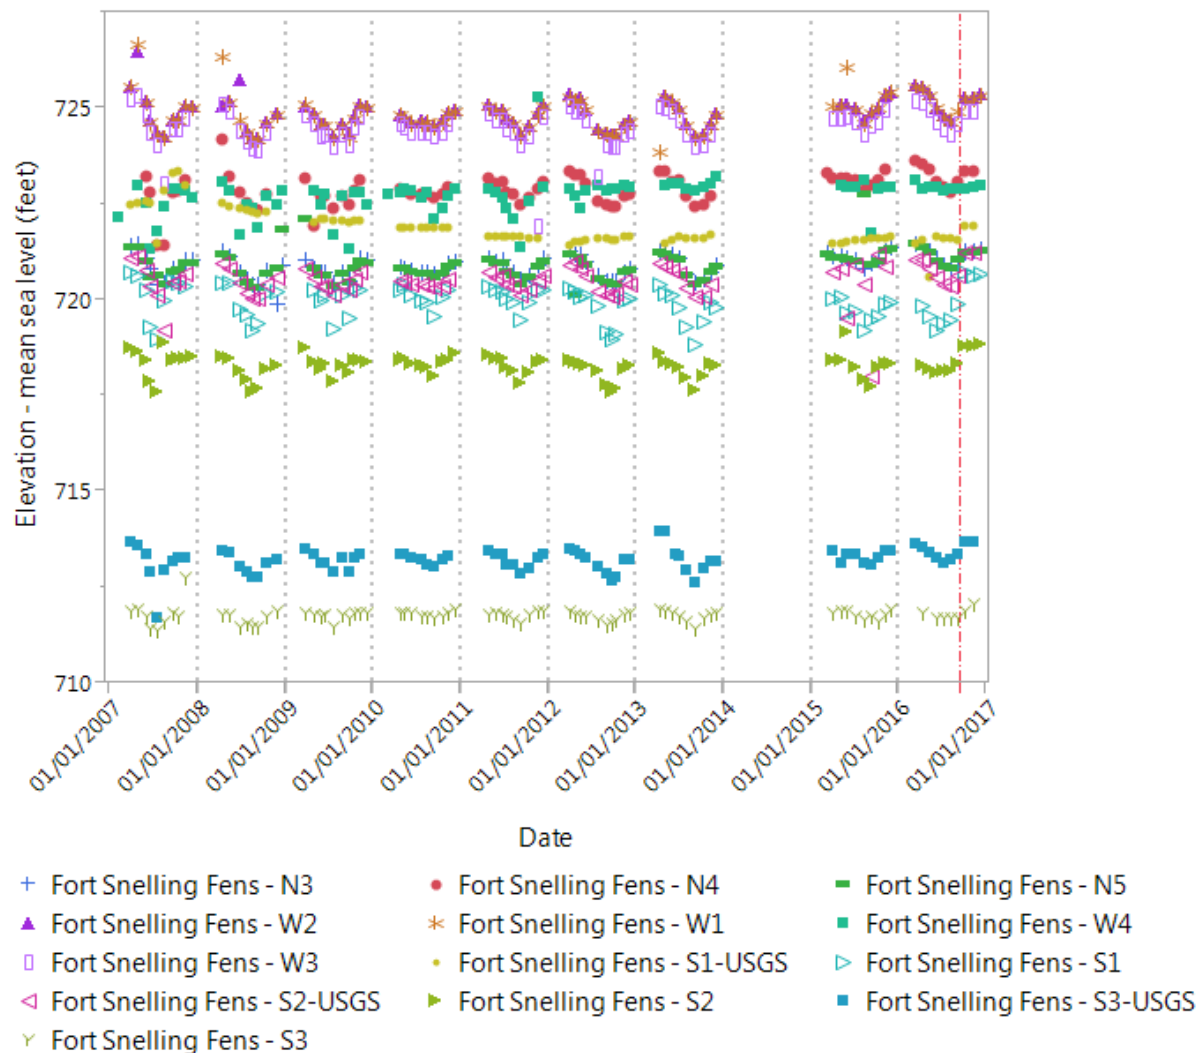 Elevation - mean sea level (feet)
725
720
715
710
01/01/2007
01/01/2008
01/01/2009
01/01/2010
01/01/2011
01/01/2012
01/01/2013
01/01/2014
01/01/2015
01/01/2016
01/01/2017
Date
Fort Snelling Fens - N3
Fort Snelling Fens - N4
Fort Snelling Fens - N5
Fort Snelling Fens - W2
Fort Snelling Fens - W1
Fort Snelling Fens - W4
Fort Snelling Fens - W3
Fort Snelling Fens - S1-USGS
Fort Snelling Fens - S1
Fort Snelling Fens - S2-USGS
Fort Snelling Fens - S2
Fort Snelling Fens - S3-USGS
Fort Snelling Fens - S3